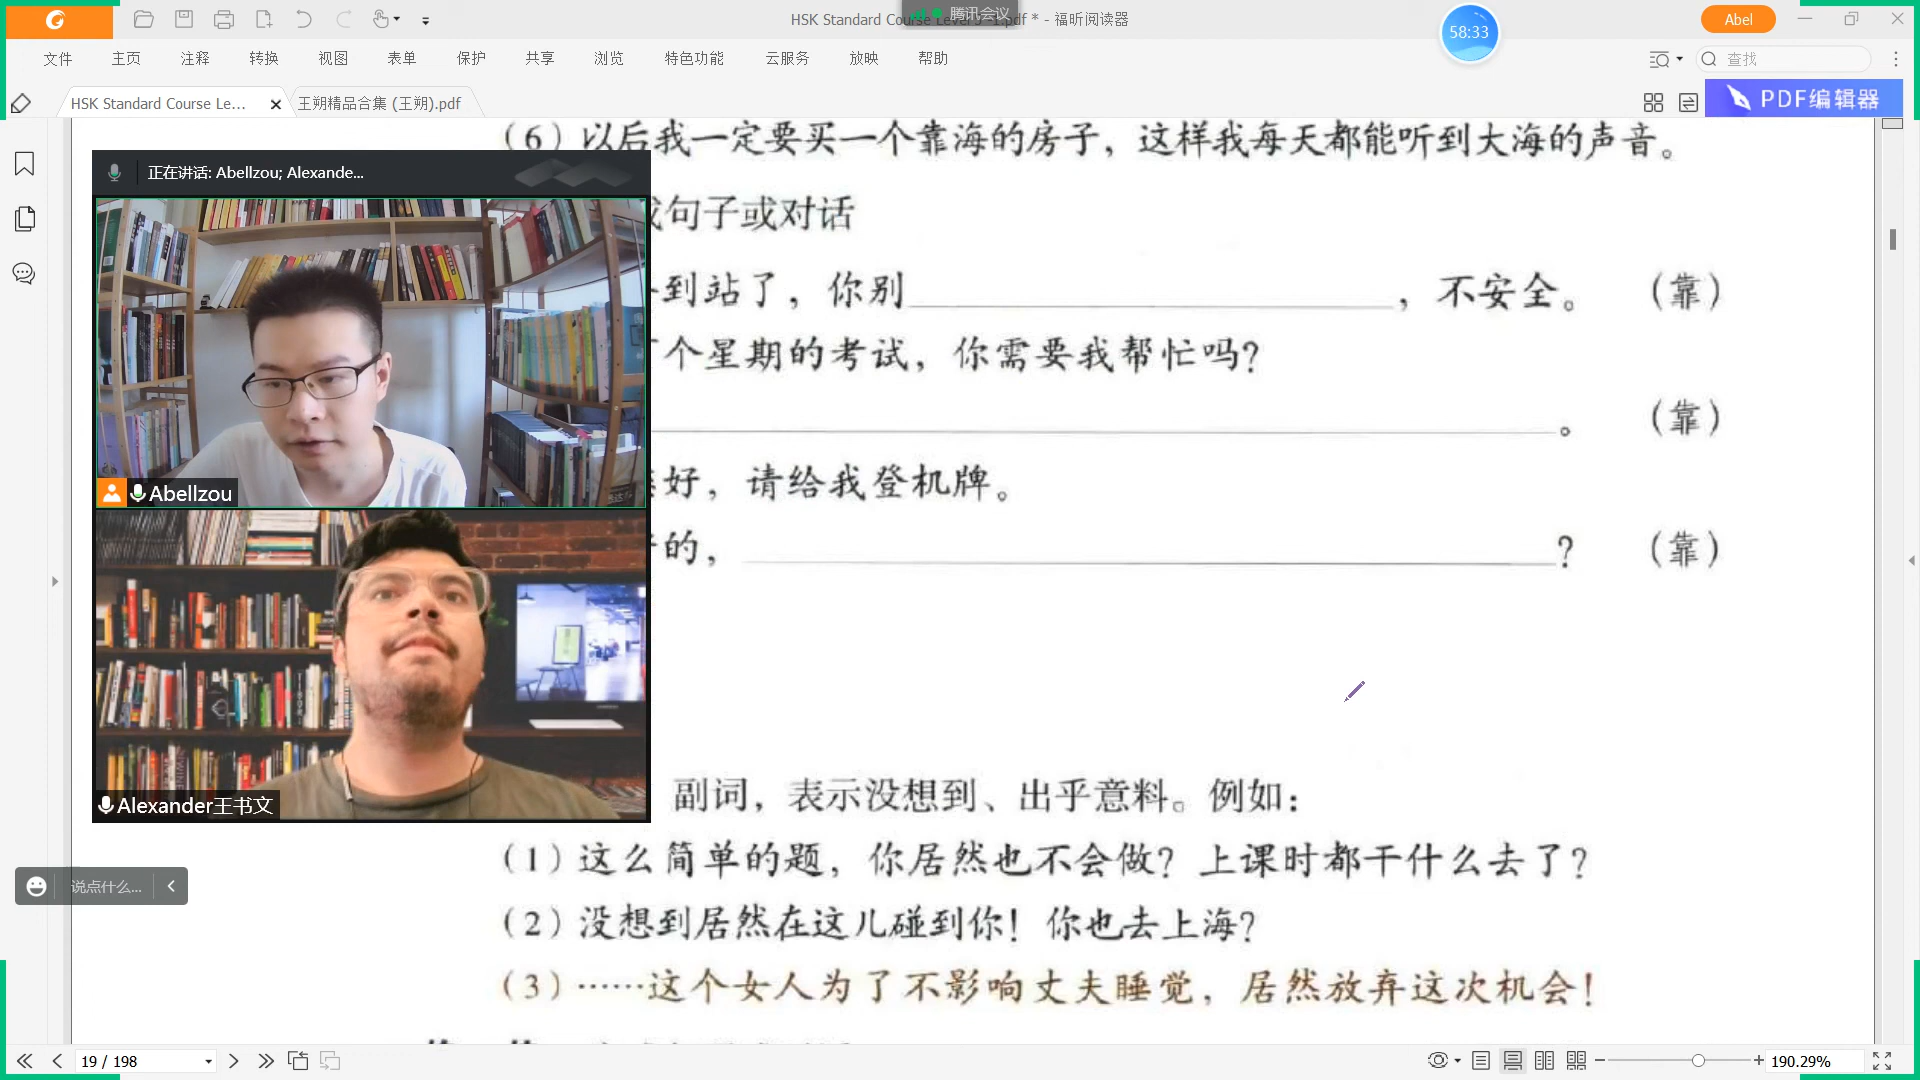 HSK Standard Course Le
腾讯会议
.pdf * - 福昕阅读器
58:33
Abel
文件 主页 注释 转换 视图 表单 保护 共享 浏览 特色功能 云服务 放映 帮助
查找
HSK Standard Course Le...
王朔精品合集 (王朔).pdf
PDF编辑器
(6) 以后我一定要买一个靠海的房子，这样我每天都能听到大海的声音。
正在讲话: Abellzou; Alexande...
句子或对话
到站了，你别____，不安全。 (靠)
个星期的考试，你需要我帮忙吗？
____。 (靠)
好，请给我登机牌。
的，____？ (靠)
Abellzou
Alexander王书文
副词，表示没想到、出乎意料。例如：
(1) 这么简单的题，你居然也不会做？上课时都干什么去了？
说点什么...
(2) 没想到居然在这儿碰到你！你也去上海？
(3) ……这个女人为了不影响丈夫睡觉，居然放弃这次机会！
19 / 198
190.29%